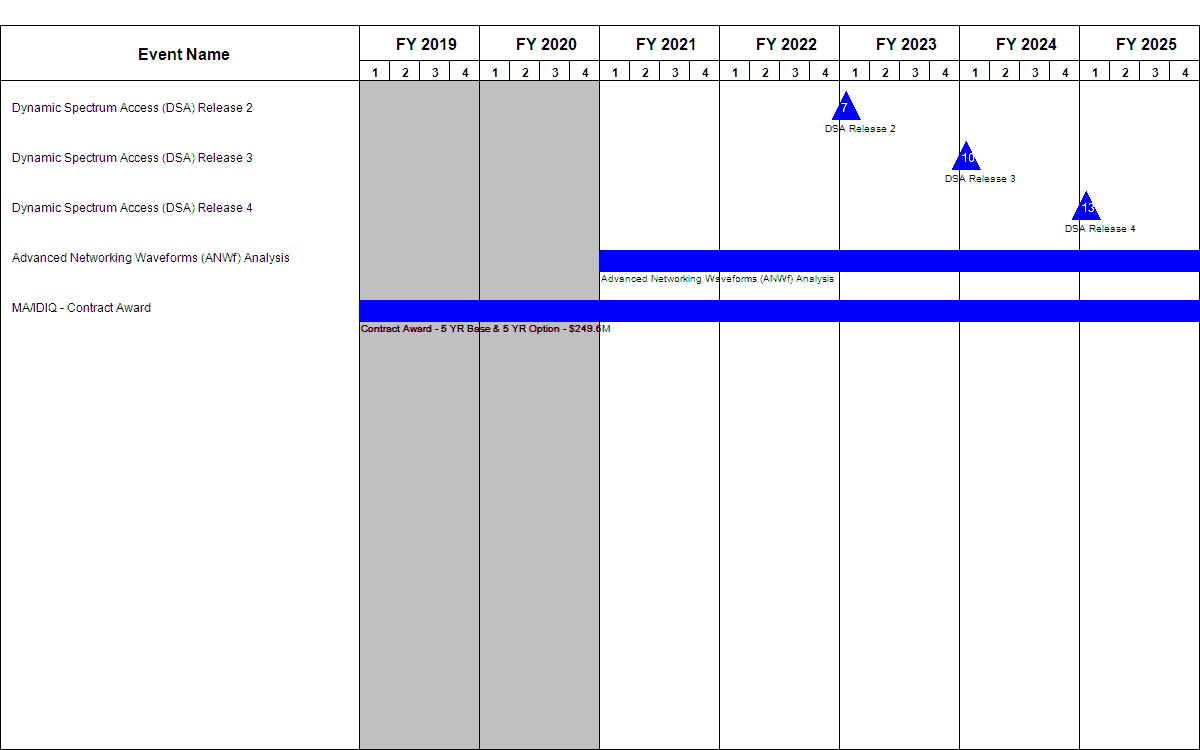 Event Name
FY 2019 FY 2020 FY 2021 FY 2022 FY 2023 FY 2024 FY 2025
1 2 3 4 1 2 3 4 1 2 3 4 1 2 3 4 1 2 3 4 1 2 3 4 1 2 3 4
Dynamic Spectrum Access (DSA) Release 2
7
DSA Release 2
Dynamic Spectrum Access (DSA) Release 3
10
DSA Release 3
Dynamic Spectrum Access (DSA) Release 4
13
DSA Release 4
Advanced Networking Waveforms (ANWf) Analysis
Advanced Networking Waveforms (ANWf) Analysis
MA/IDIQ - Contract Award
Contract Award - 5 YR Base & 5 YR Option - $249.6M